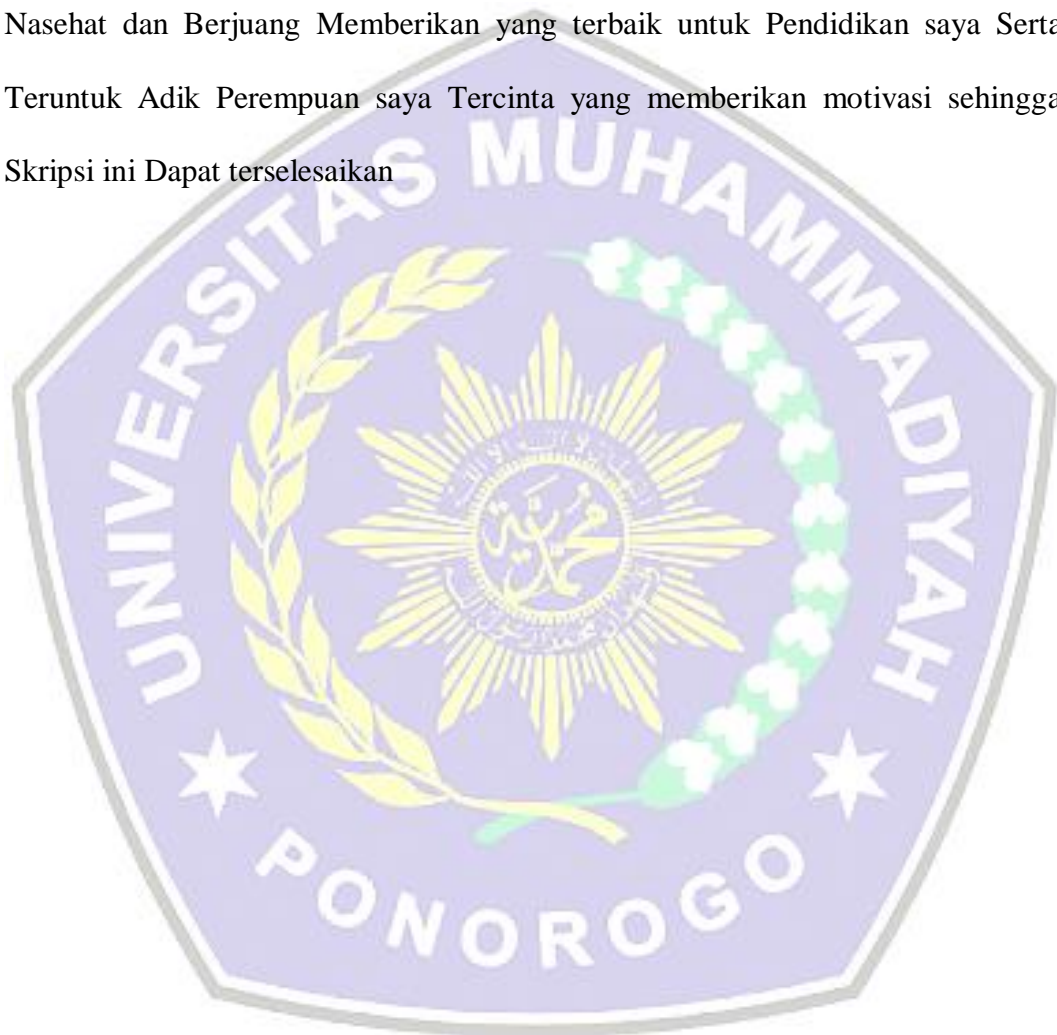 Nasehat dan Berjuang Memberikan yang terbaik untuk Pendidikan saya Serta
Teruntuk Adik Perempuan saya Tercinta yang memberikan motivasi sehingga
Skripsi ini Dapat terselesaikan
UNIVERSITAS MUHAMMADIYAH
PONOROGO